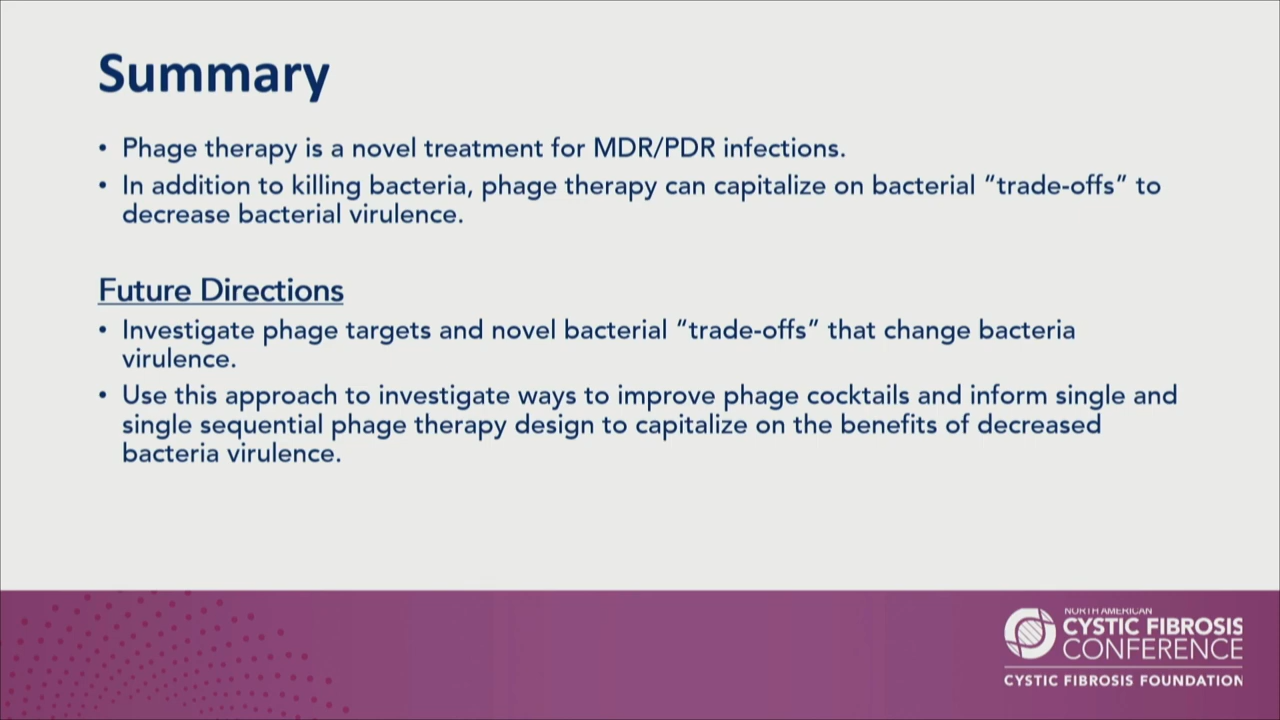 Summary
• Phage therapy is a novel treatment for MDR/PDR infections.
• In addition to killing bacteria, phage therapy can capitalize on bacterial “trade-offs” to
decrease bacterial virulence.
Future Directions
• Investigate phage targets and novel bacterial “trade-offs” that change bacteria
virulence.
• Use this approach to investigate ways to improve phage cocktails and inform single and
single sequential phage therapy design to capitalize on the benefits of decreased
bacteria virulence.
NORTH AMERICAN
CYSTIC FIBROSIS
CONFERENCE
CYSTIC FIBROSIS FOUNDATION